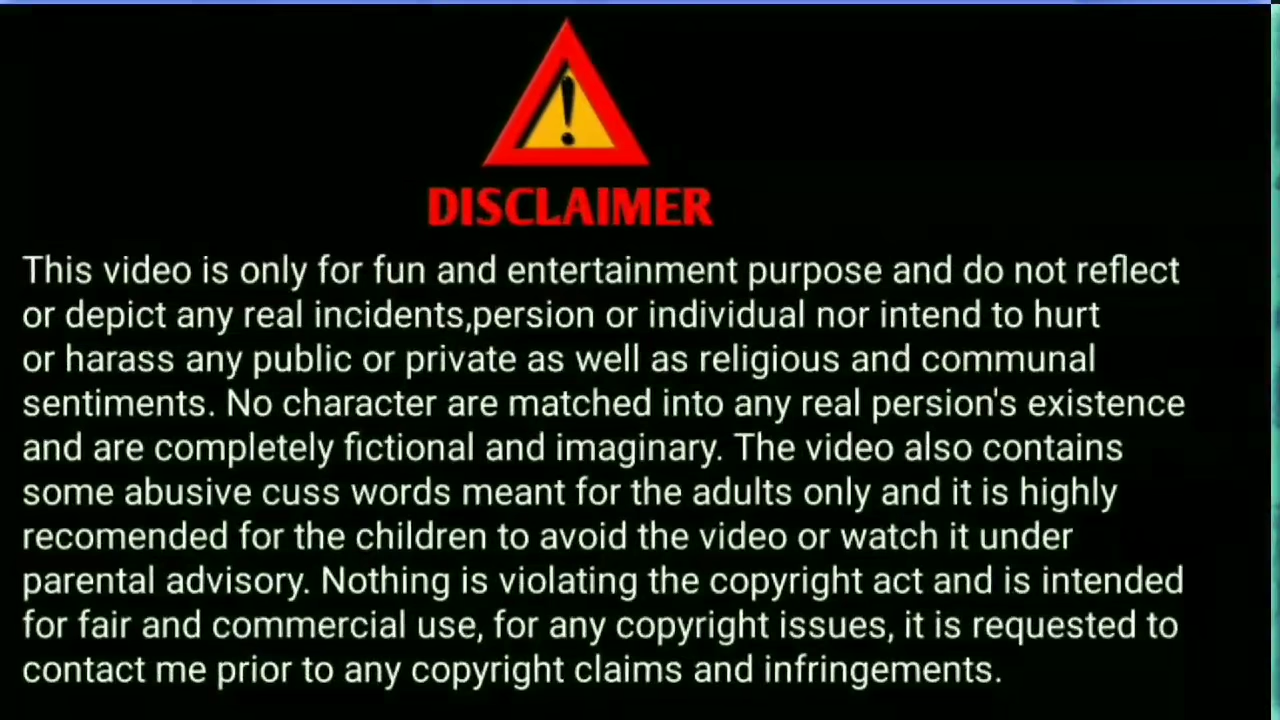 DISCLAIMER
This video is only for fun and entertainment purpose and do not reflect
or depict any real incidents,persion or individual nor intend to hurt
or harass any public or private as well as religious and communal
sentiments. No character are matched into any real persion's existence
and are completely fictional and imaginary. The video also contains
some abusive cuss words meant for the adults only and it is highly
recomended for the children to avoid the video or watch it under
parental advisory. Nothing is violating the copyright act and is intended
for fair and commercial use, for any copyright issues, it is requested to
contact me prior to any copyright claims and infringements.